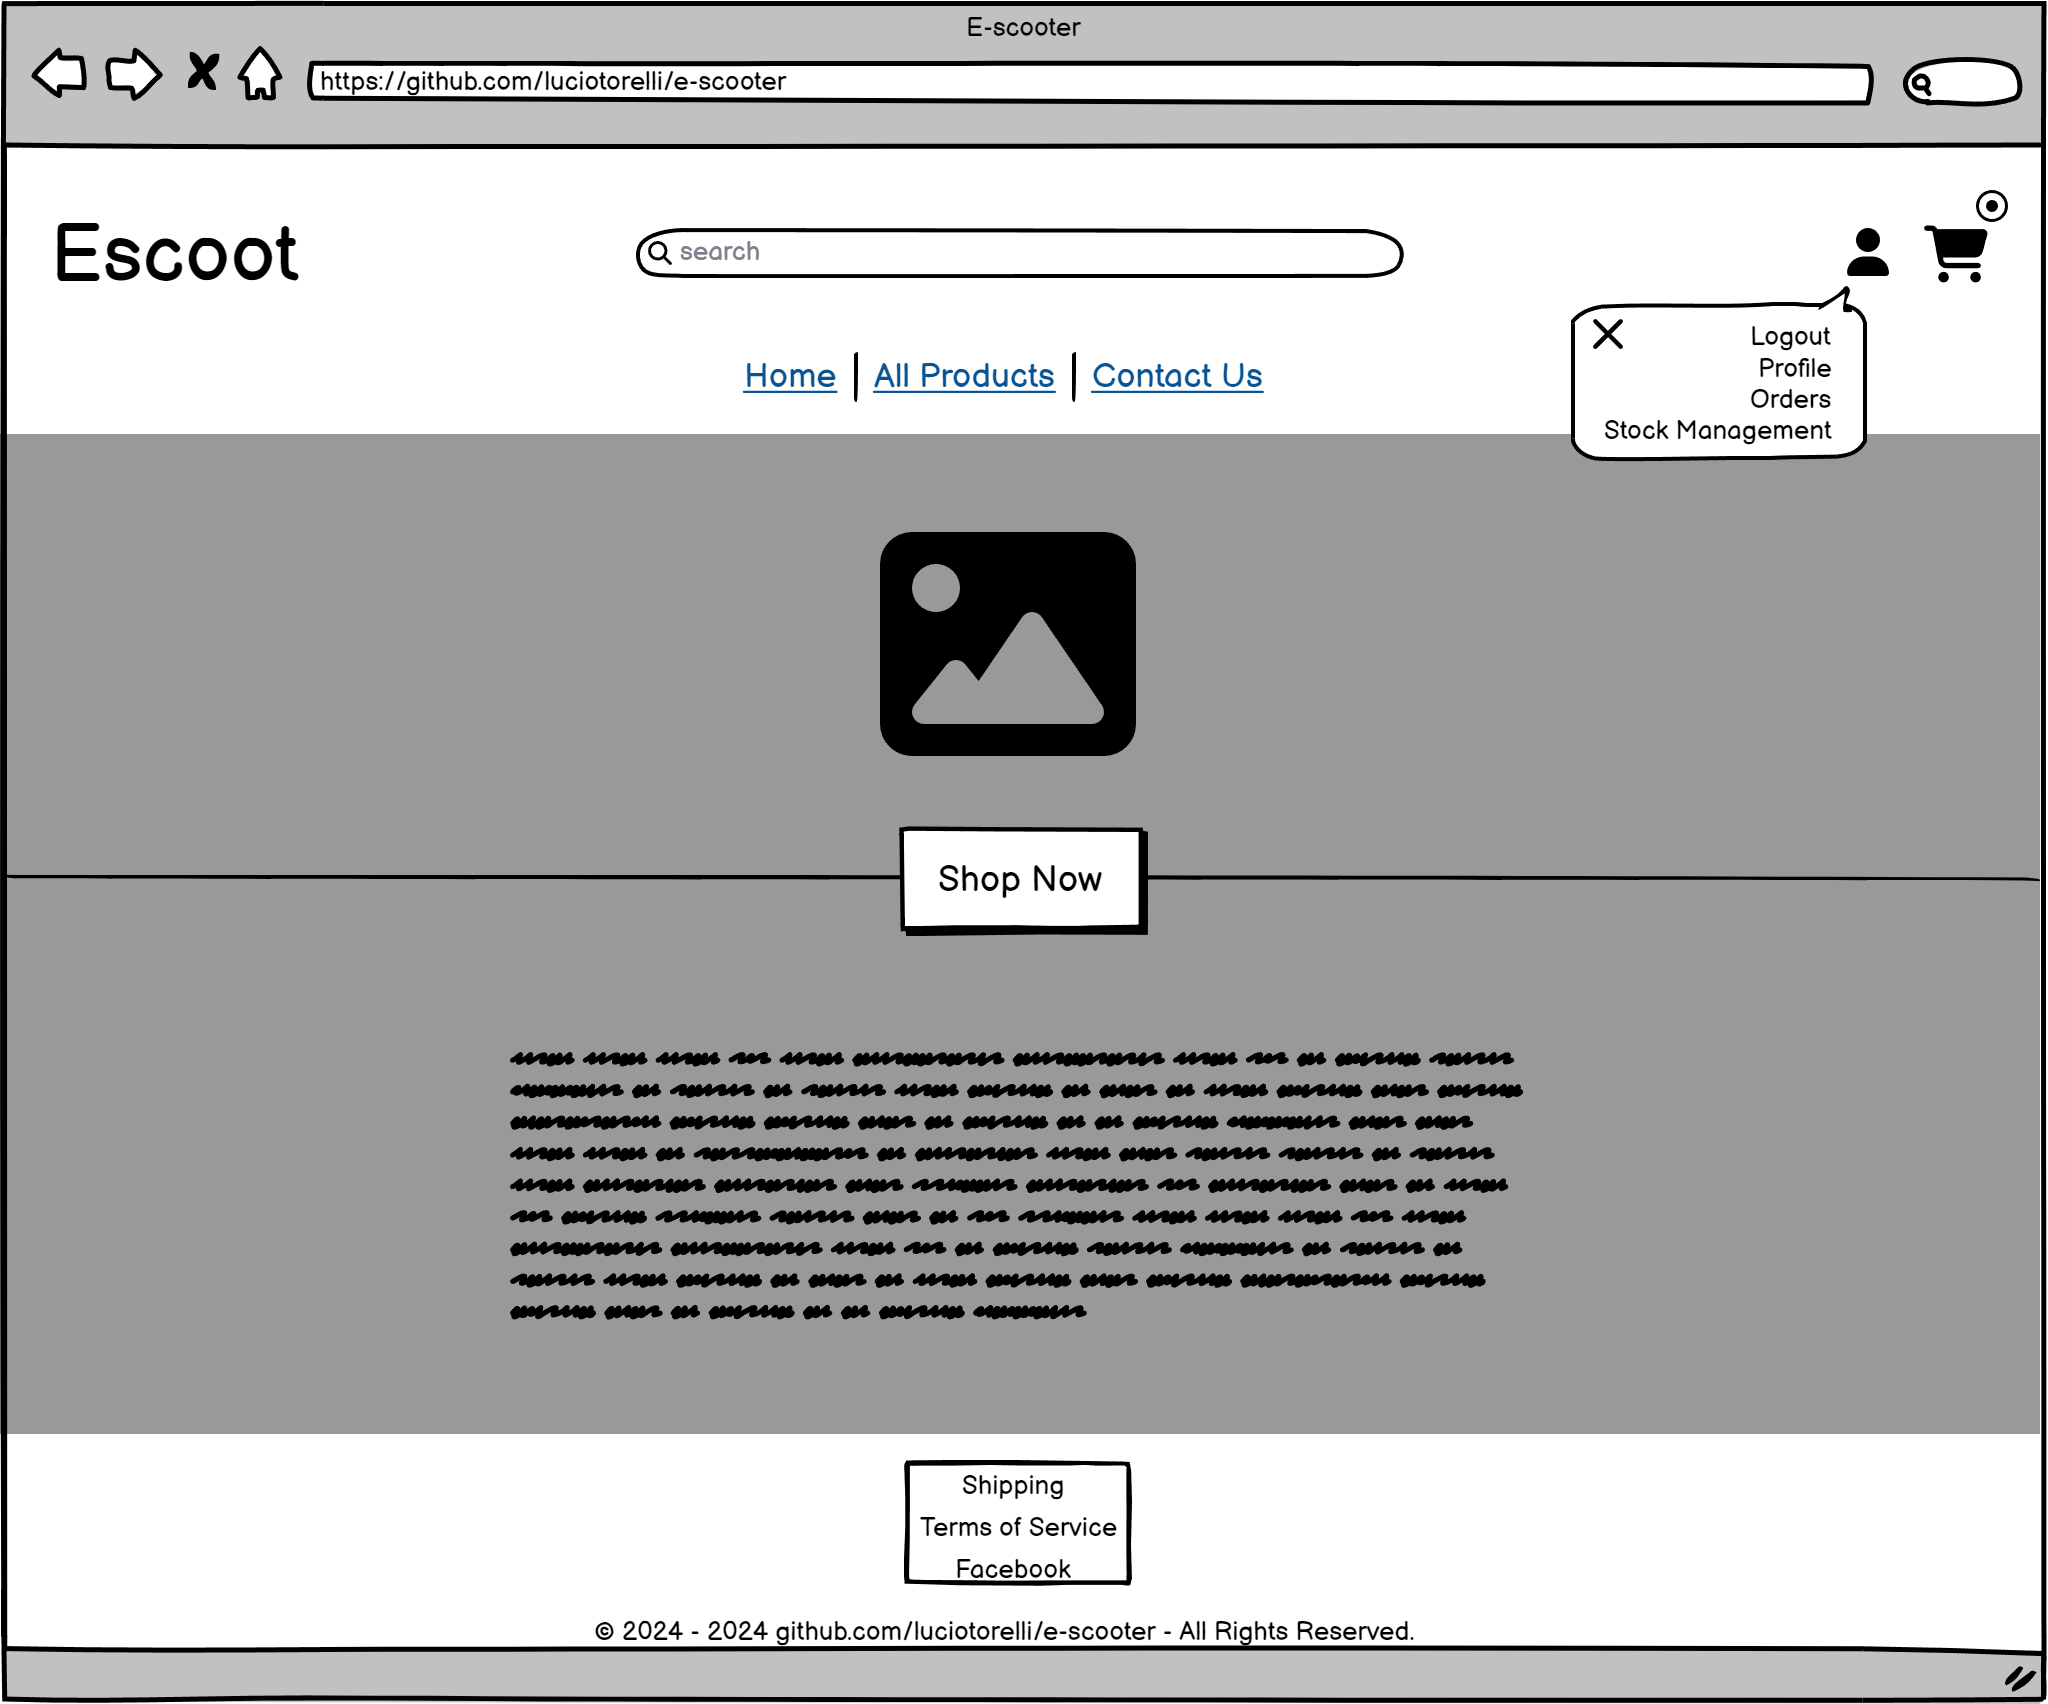 E-scooter
https://github.com/luciotorelli/e-scooter
Escoot
search
Home
All Products
Contact Us
Logout
Profile
Orders
Stock Management
Shop Now
Shipping
Terms of Service
Facebook
© 2024 - 2024 github.com/luciotorelli/e-scooter - All Rights Reserved.